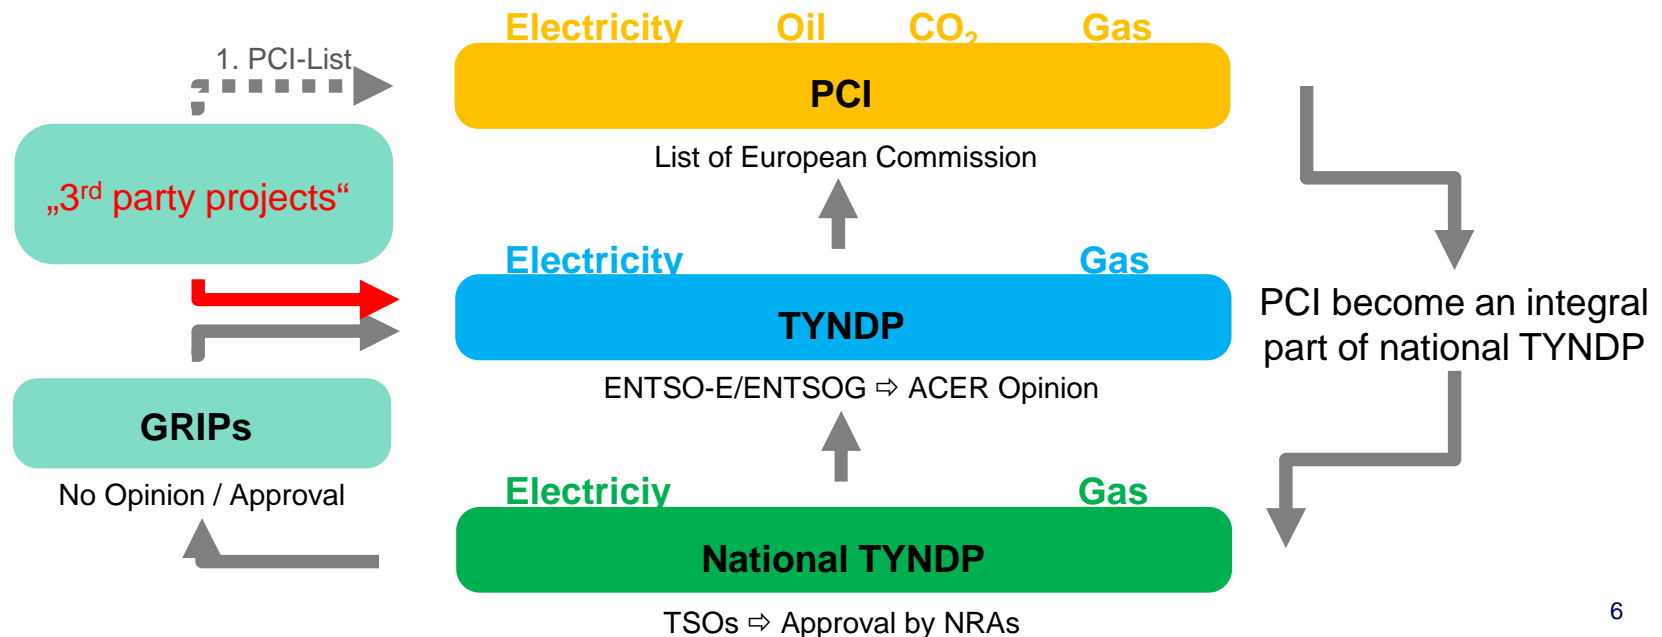 Electricity Oil CO₂ Gas
1. PCI-List
PCI
List of European Commission
„3rd party projects“
Electricity Gas
TYNDP
ENTSO-E/ENTSOG ⇨ ACER Opinion
PCI become an integral
part of national TYNDP
GRIPs
No Opinion / Approval
Electriciy Gas
National TYNDP
TSOs ⇨ Approval by NRAs
6